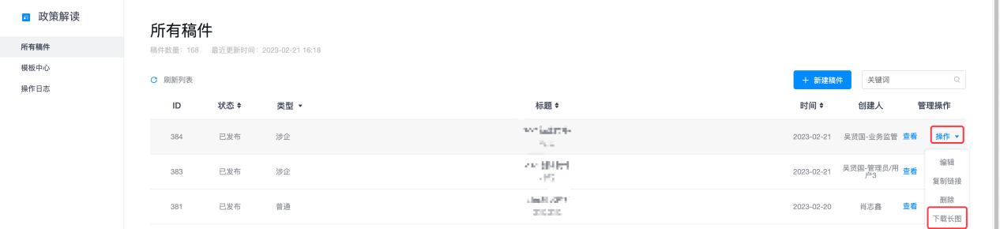 政策解读
所有稿件
模板中心
操作日志
所有稿件
稿件数量：168 最近更新时间：2023-02-21 16:18
刷新列表
新建稿件
关键词
ID 状态 类型 标题 时间 创建人 管理操作
384 已发布 涉企 2023-02-21 吴贤国-业务监管 查看 操作
383 已发布 涉企 2023-02-21 吴贤国-管理员/用
户3 查看
381 已发布 普通 2023-02-20 肖志鑫 查看
编辑
复制链接
删除
下载长图